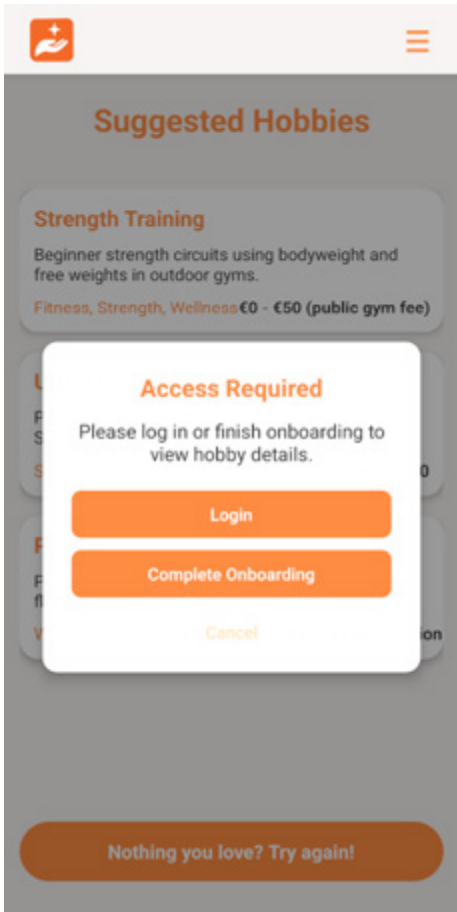 Suggested Hobbies
Strength Training
Beginner strength circuits using bodyweight and
free weights in outdoor gyms.
Fitness, Strength, Wellness €0 - €50 (public gym fee)
Access Required
Please log in or finish onboarding to
view hobby details.
Login
Complete Onboarding
Cancel
Nothing you love? Try again!